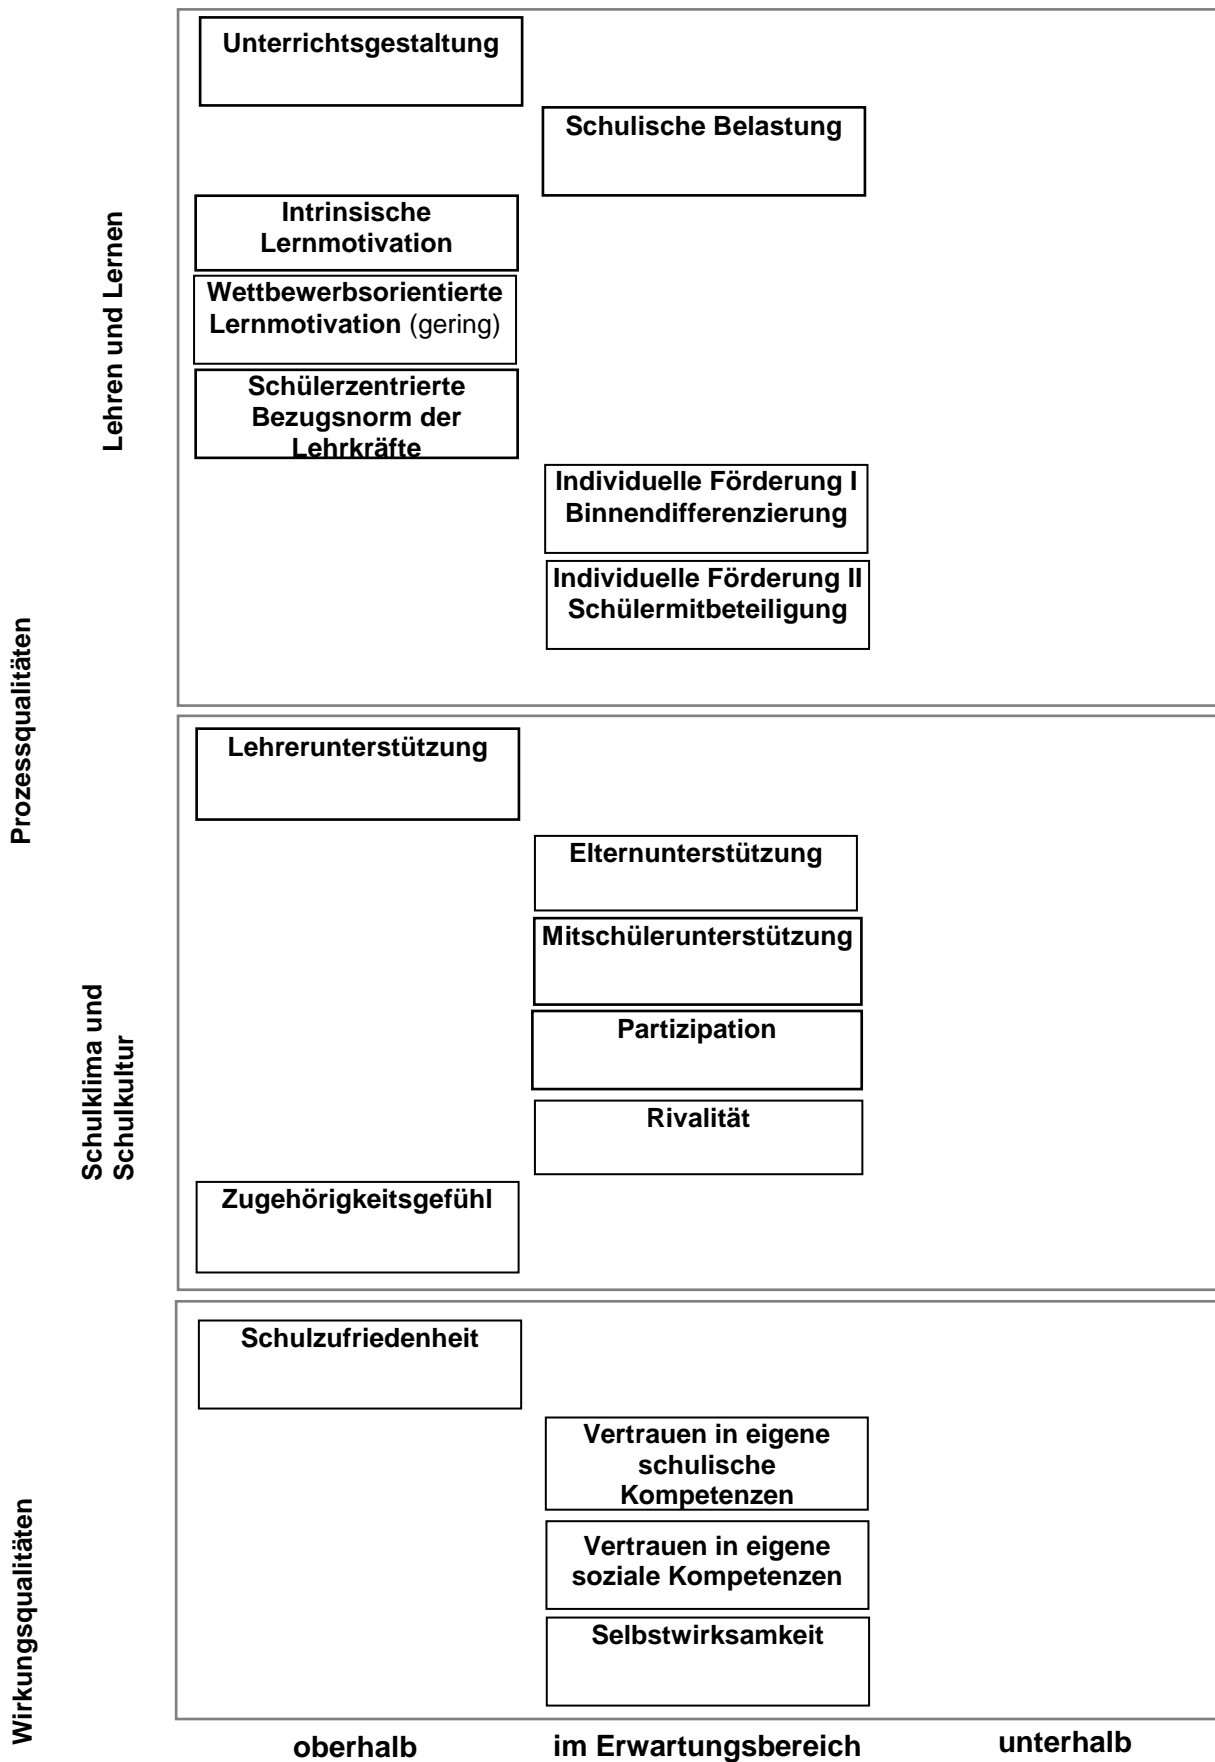 Unterrichtsgestaltung
Schulische Belastung
Intrinsische
Lernmotivation
Wettbewerbsorientierte
Lernmotivation (gering)
Schülerzentrierte
Bezugsnorm der
Lehrkräfte
Individuelle Förderung I
Binnendifferenzierung
Individuelle Förderung II
Schülermitbeteiligung
Lehren und Lernen
Prozessqualitäten
Lehrerunterstützung
Elternunterstützung
Mitschülerunterstützung
Partizipation
Rivalität
Zugehörigkeitsgefühl
Schulklima und
Schulkultur
Schulzufriedenheit
Vertrauen in eigene
schulische
Kompetenzen
Vertrauen in eigene
soziale Kompetenzen
Selbstwirksamkeit
Wirkungsqualitäten
oberhalb
im Erwartungsbereich
unterhalb